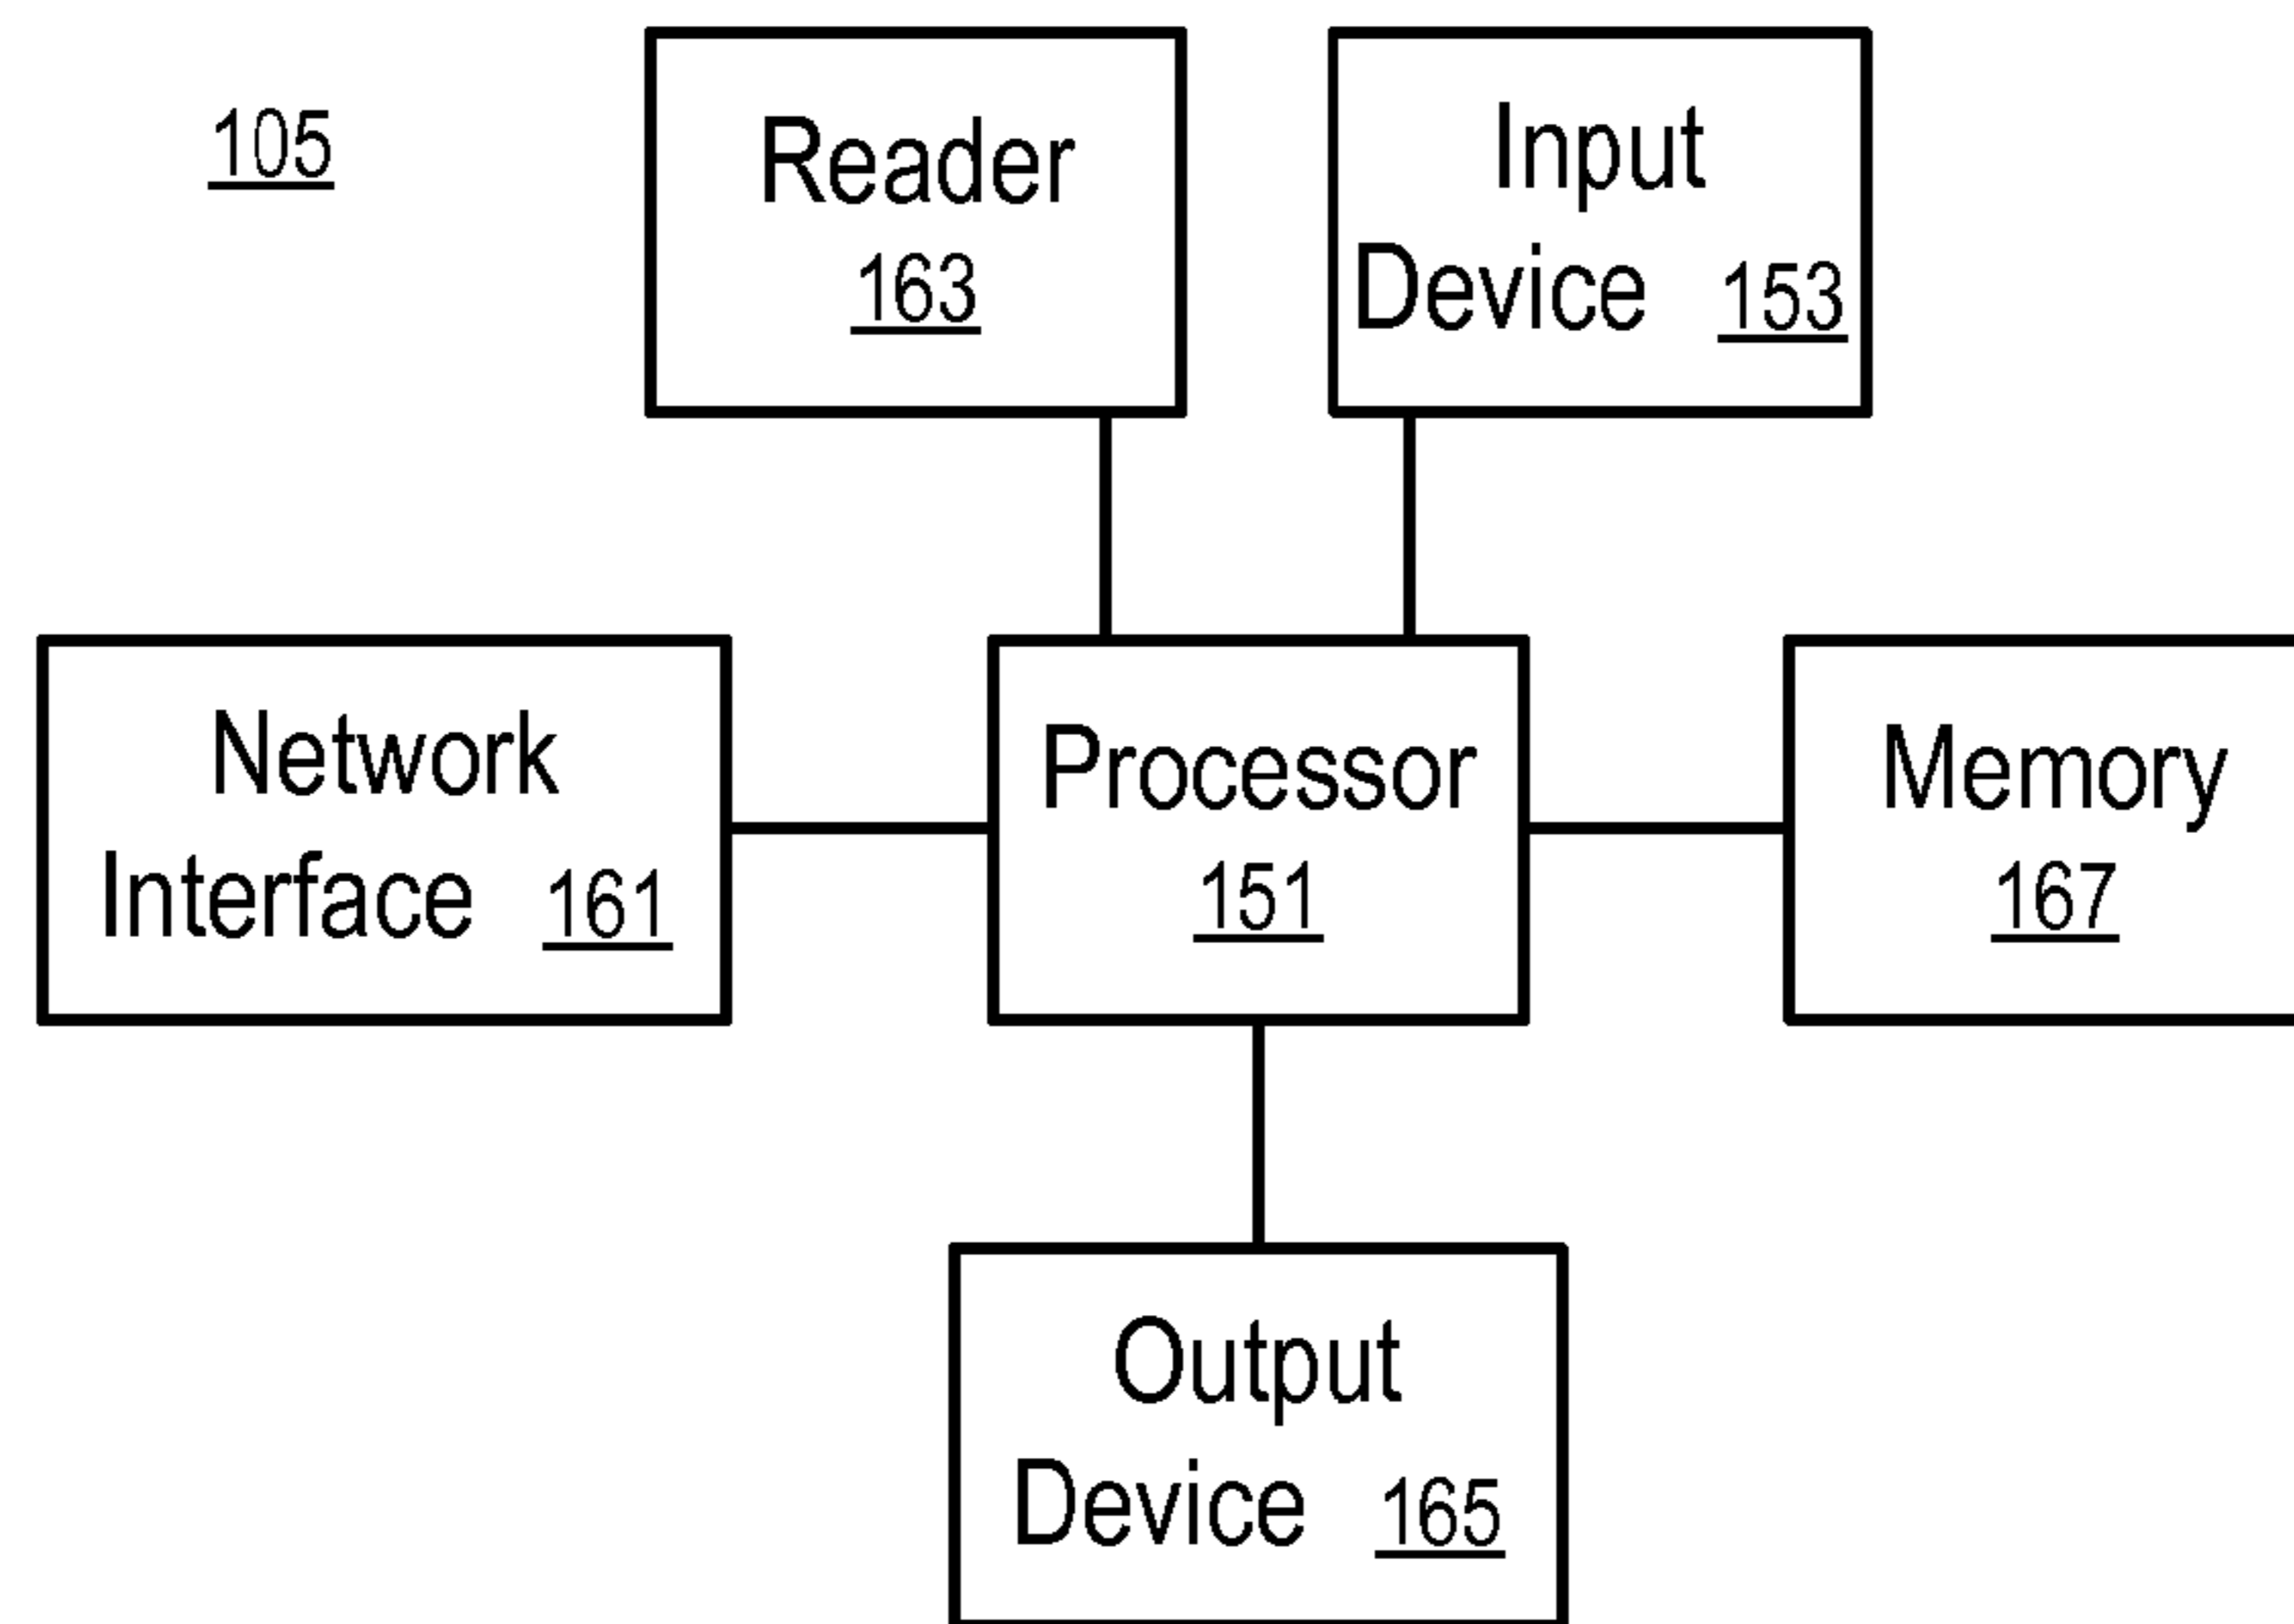 105
Reader
163
Input
Device 153
Network
Interface 161
Processor
151
Memory
167
Output
Device 165